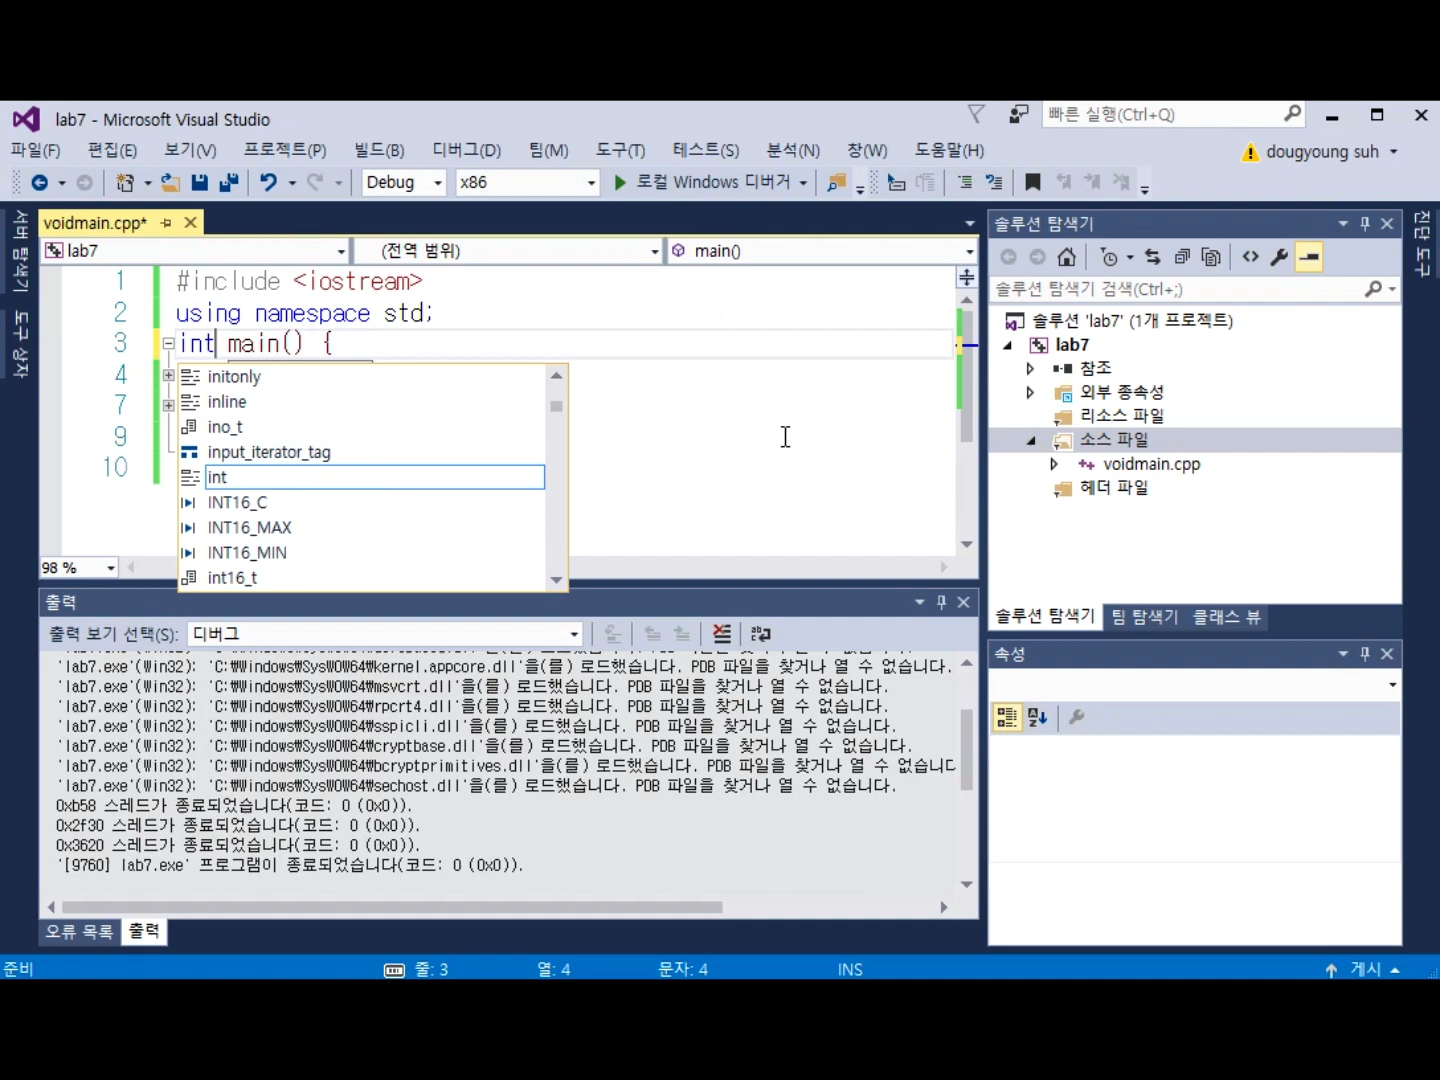 lab7 - Microsoft Visual Studio
빠른 실행(Ctrl+Q)
파일(F) 편집(E) 보기(V) 프로젝트(P) 빌드(B) 디버그(D) 팀(M) 도구(T) 테스트(S) 분석(N) 창(W) 도움말(H)
dougyoung suh
Debug x86 로컬 Windows 디버거
서버 탐색기
도구 상자
voidmain.cpp*
lab7 (전역 범위) main()
1 #include <iostream>
2 using namespace std;
3 int main() {
4
7
9
10
initonly
inline
ino_t
input_iterator_tag
int
INT16_C
INT16_MAX
INT16_MIN
int16_t
98 %
출력
출력 보기 선택(S): 디버그
'lab7.exe'(Win32): 'C:₩Windows₩SysWOW64₩kernel.appcore.dll'을(를) 로드했습니다. PDB 파일을 찾거나 열 수 없습니다.
'lab7.exe'(Win32): 'C:₩Windows₩SysWOW64₩msvcrt.dll'을(를) 로드했습니다. PDB 파일을 찾거나 열 수 없습니다.
'lab7.exe'(Win32): 'C:₩Windows₩SysWOW64₩rpcrt4.dll'을(를) 로드했습니다. PDB 파일을 찾거나 열 수 없습니다.
'lab7.exe'(Win32): 'C:₩Windows₩SysWOW64₩sspicli.dll'을(를) 로드했습니다. PDB 파일을 찾거나 열 수 없습니다.
'lab7.exe'(Win32): 'C:₩Windows₩SysWOW64₩cryptbase.dll'을(를) 로드했습니다. PDB 파일을 찾거나 열 수 없습니다.
'lab7.exe'(Win32): 'C:₩Windows₩SysWOW64₩bcryptprimitives.dll'을(를) 로드했습니다. PDB 파일을 찾거나 열 수
'lab7.exe'(Win32): 'C:₩Windows₩SysWOW64₩sechost.dll'을(를) 로드했습니다. PDB 파일을 찾거나 열 수 없습니다.
0xb58 스레드가 종료되었습니다(코드: 0 (0x0)).
0x2f30 스레드가 종료되었습니다(코드: 0 (0x0)).
0x3620 스레드가 종료되었습니다(코드: 0 (0x0)).
'[9760] lab7.exe' 프로그램이 종료되었습니다(코드: 0 (0x0)).
오류 목록 출력
솔루션 탐색기
솔루션 탐색기 검색(Ctrl+;)
솔루션 'lab7' (1개 프로젝트)
lab7
참조
외부 종속성
리소스 파일
소스 파일
voidmain.cpp
헤더 파일
솔루션 탐색기 팀 탐색기 클래스 뷰
속성
진단 도구
준비 줄: 3 열: 4 문자: 4 INS 게시